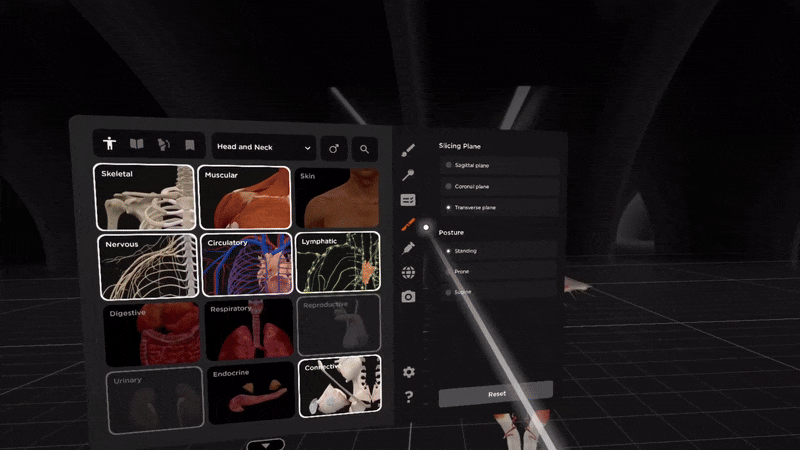 Head and Neck
Skeletal
Muscular
Skin
Nervous
Circulatory
Lymphatic
Digestive
Respiratory
Reproductive
Urinary
Endocrine
Connective
Slicing Plane
Sagittal plane
Coronal plane
Transverse plane
Posture
Standing
Prone
Supine
Reset
?